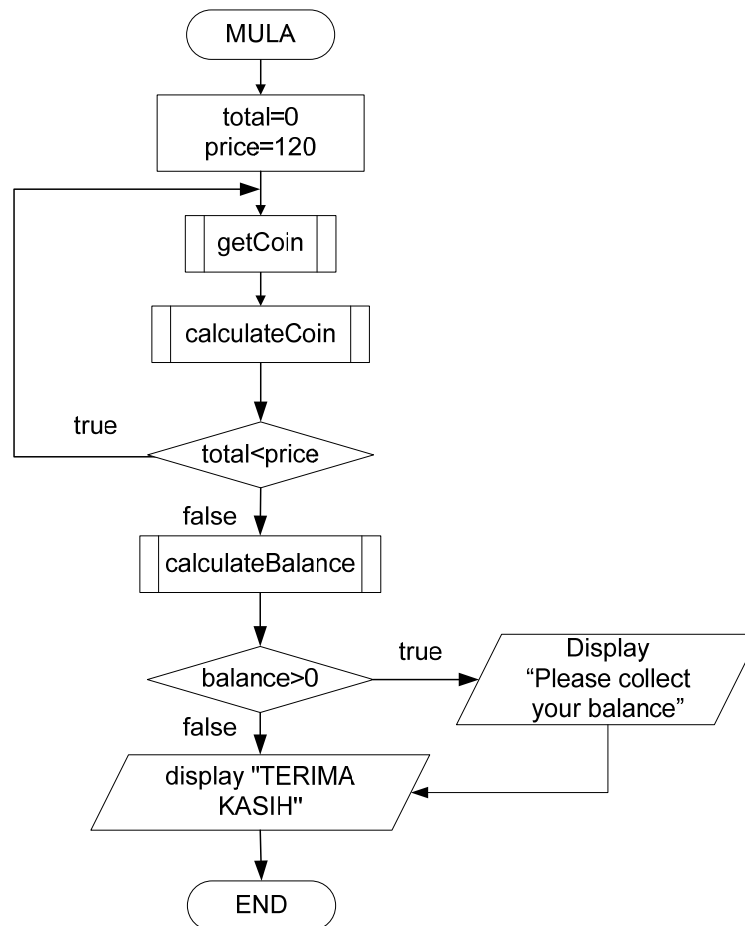 MULA
total=0
price=120
getCoin
calculateCoin
true
total<price
false
calculateBalance
balance>0
true
Display
“Please collect
your balance”
false
display "TERIMA
KASIH"
END